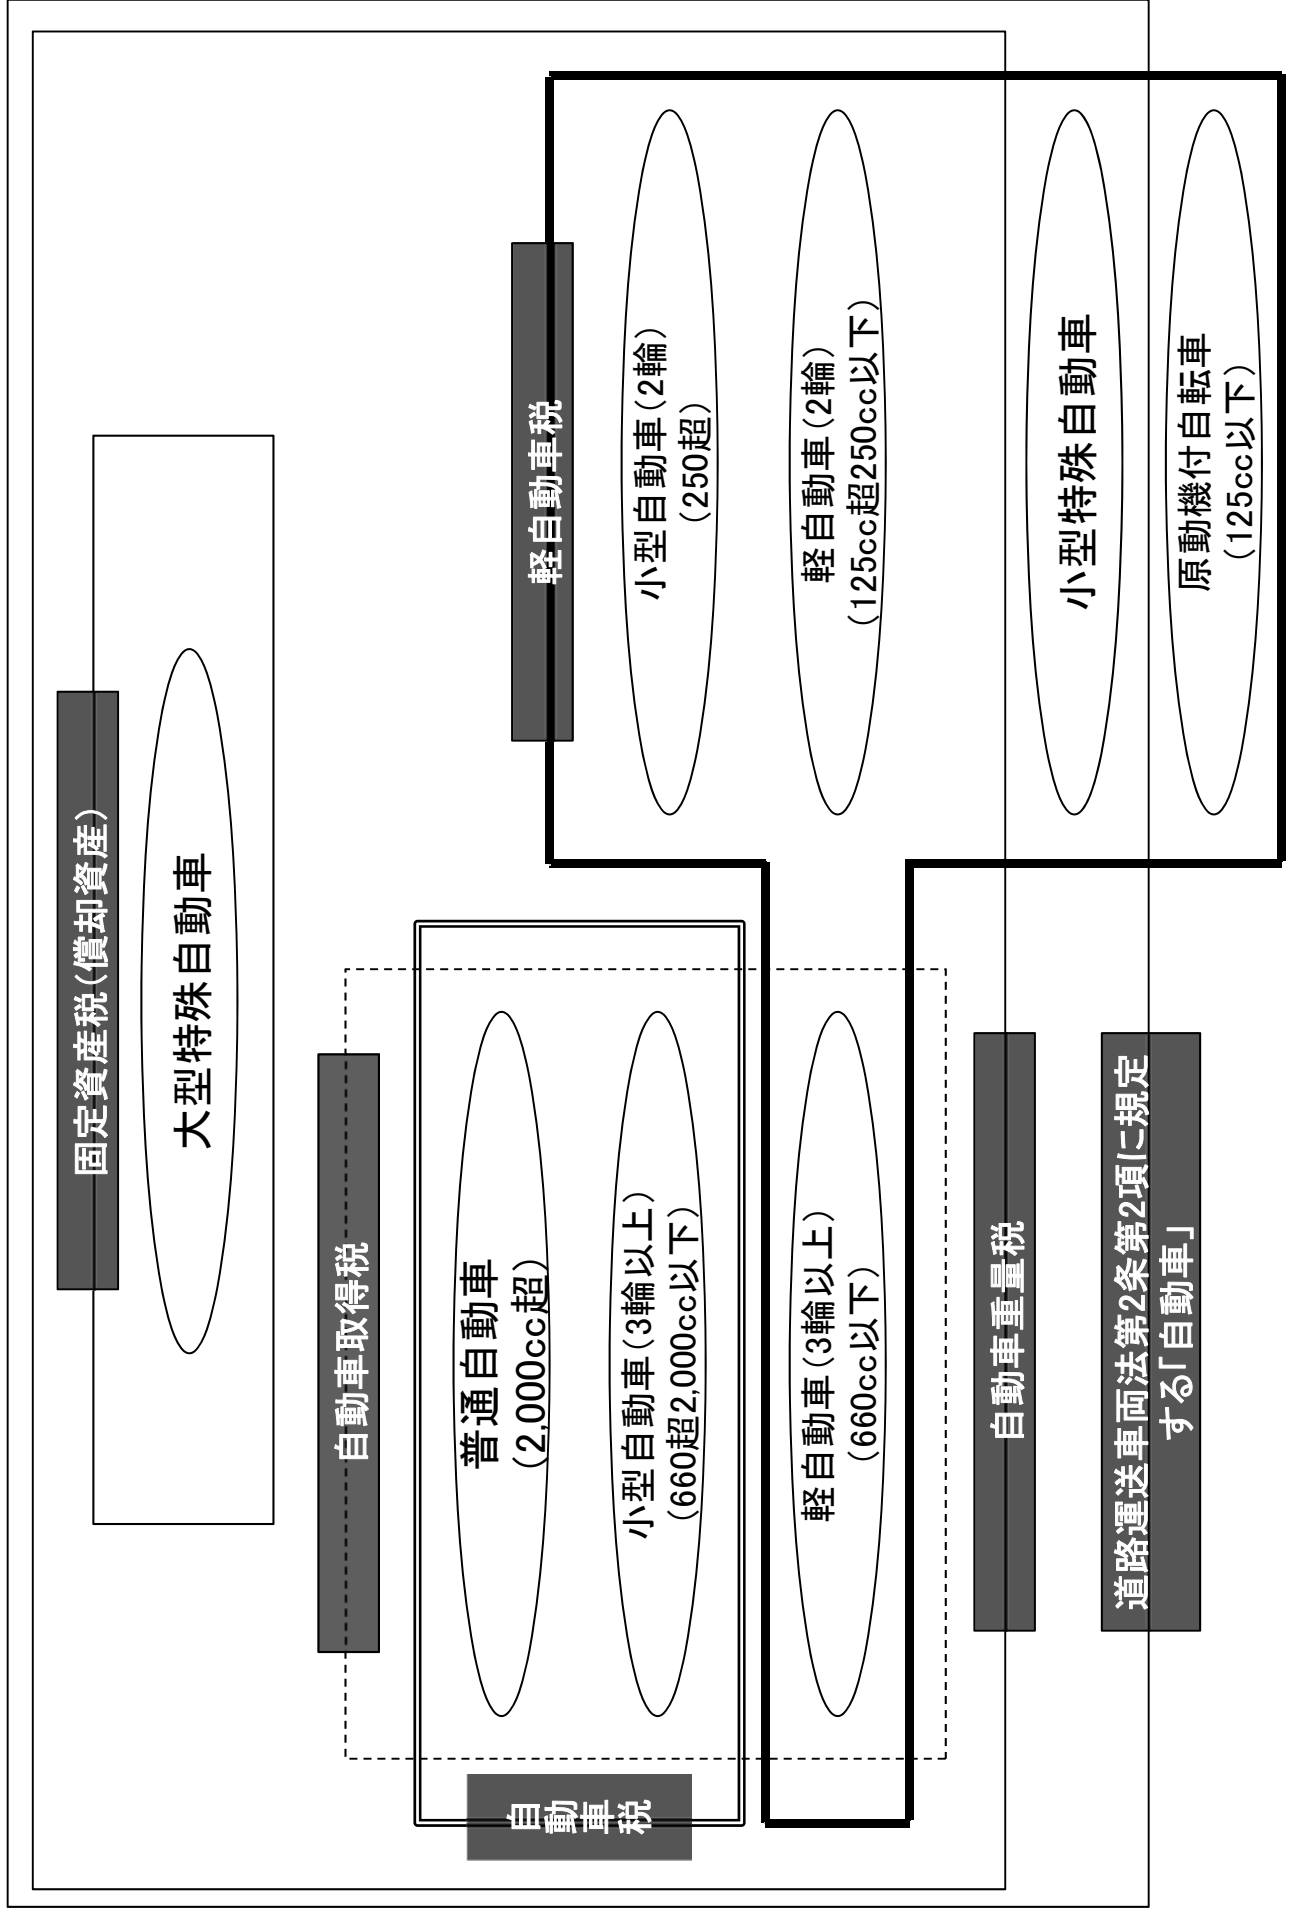 固定資産税(償却資産)
大型特殊自動車
自動車取得税
自動車税
普通自動車
(2,000cc超)
小型自動車(3輪以上)
(660超2,000cc以下)
軽自動車(3輪以上)
(660cc以下)
軽自動車税
小型自動車(2輪)
(250超)
軽自動車(2輪)
(125cc超250cc以下)
小型特殊自動車
原動機付自転車
(125cc以下)
自動車重量税
道路運送車両法第2条第2項に規定
する「自動車」